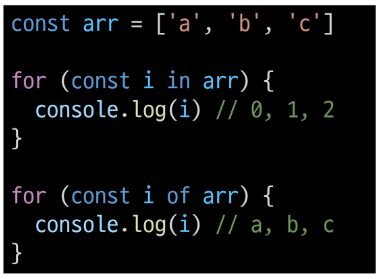 const arr = ['a', 'b', 'c']
for (const i in arr) {
console.log(i) // 0, 1, 2
}
for (const i of arr) {
console.log(i) // a, b, c
}